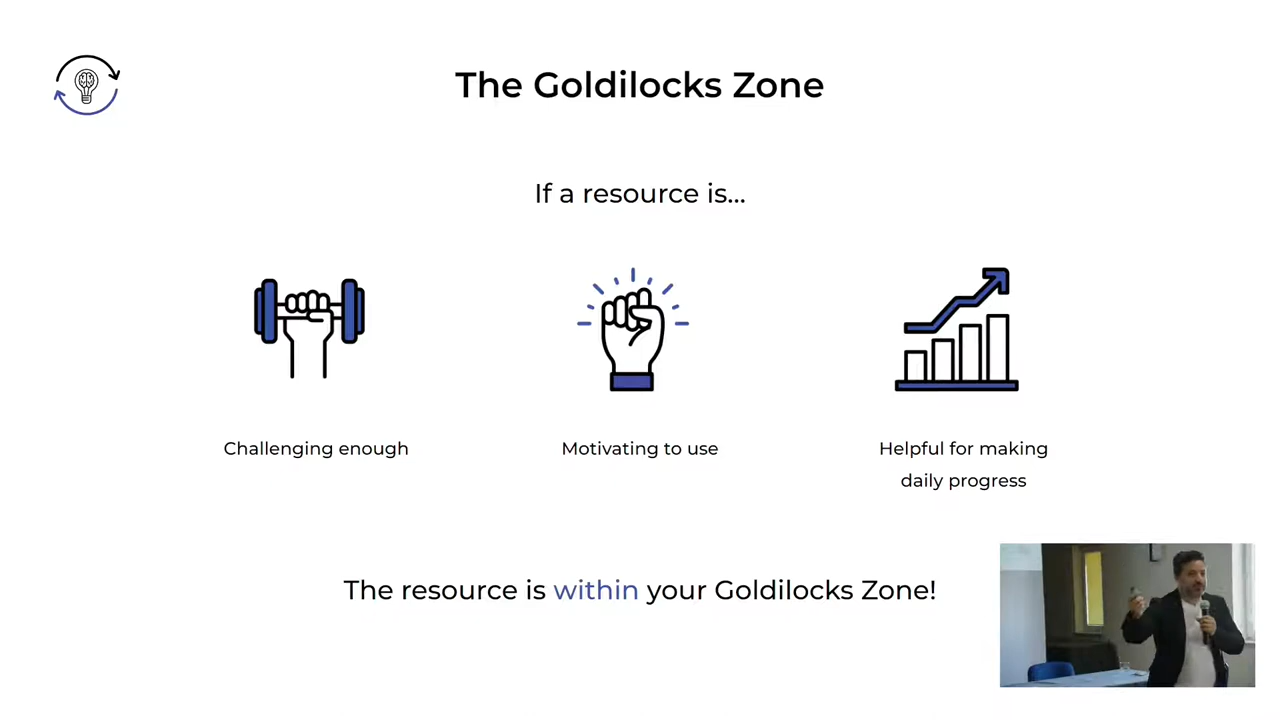 The Goldilocks Zone
If a resource is...
Challenging enough
Motivating to use
Helpful for making
daily progress
The resource is within your Goldilocks Zone!